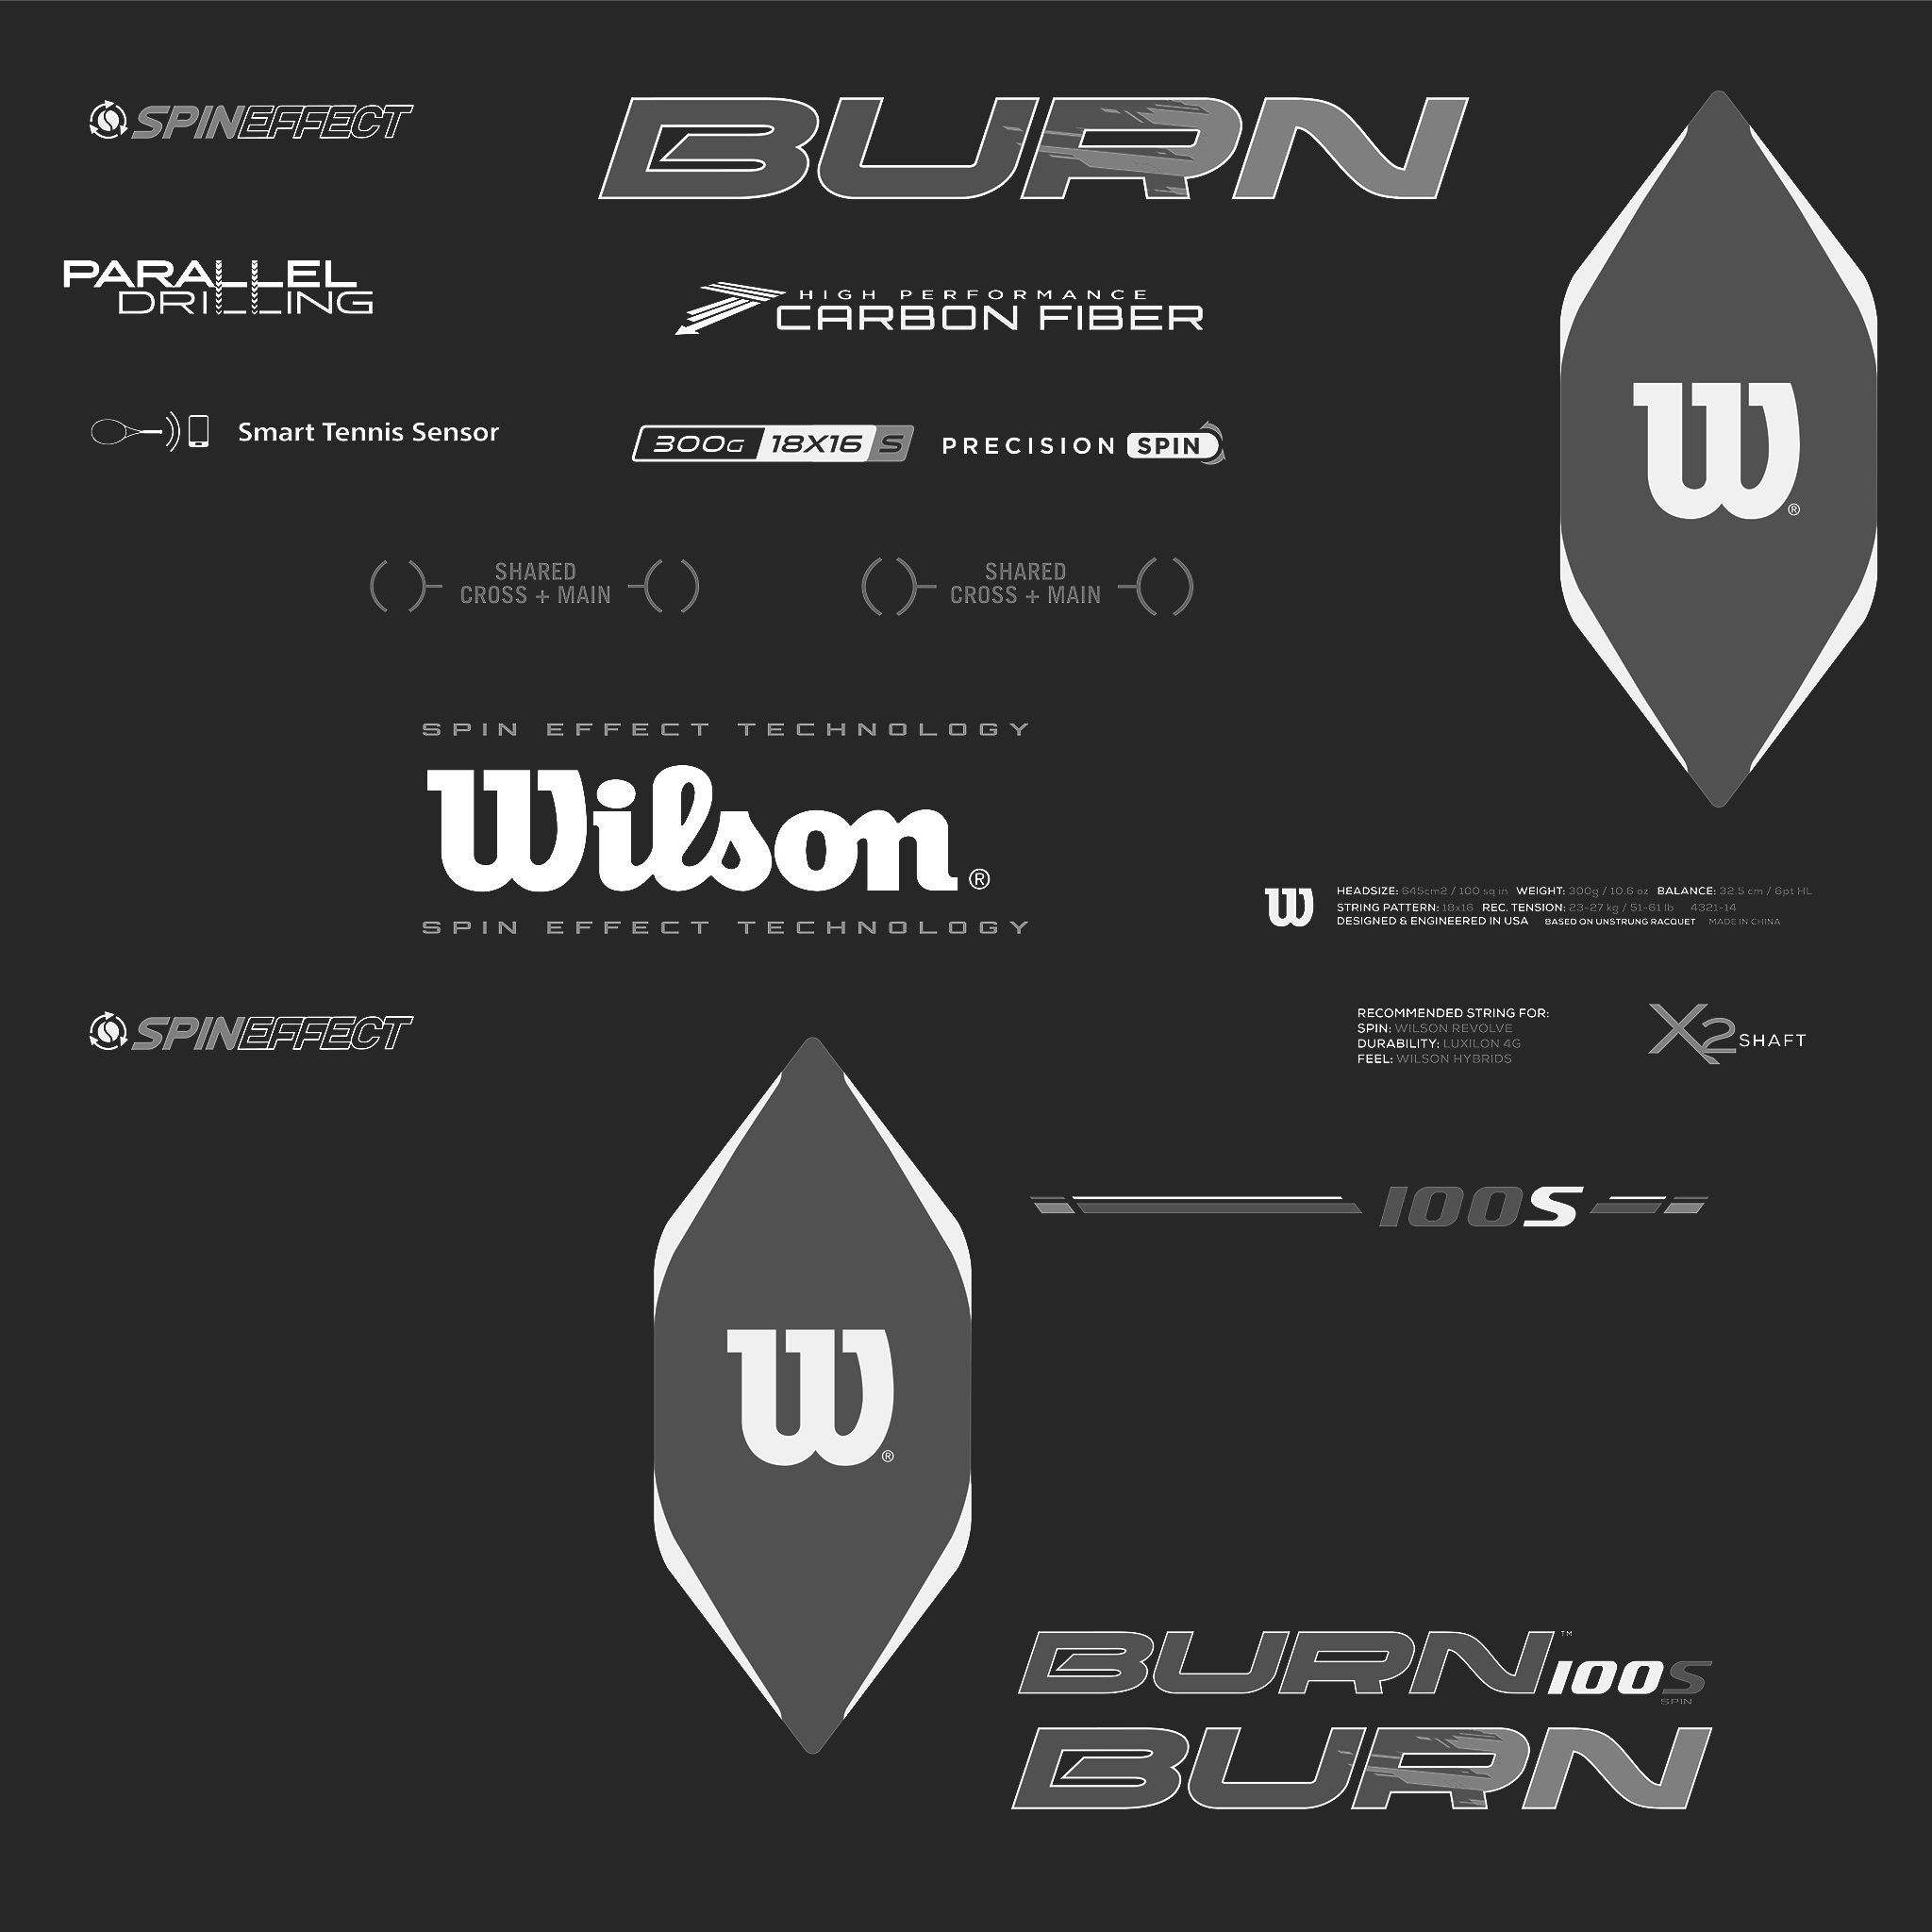 SPINEFFECT
BURN
PARALLEL
DRILLING
HIGH PERFORMANCE
CARBON FIBER
Smart Tennis Sensor
300G 18X16 S
PRECISION SPIN
W®
SHARED
CROSS + MAIN
SHARED
CROSS + MAIN
SPIN EFFECT TECHNOLOGY
Wilson®
SPIN EFFECT TECHNOLOGY
W
HEADSIZE: 645cm2 / 100 sq in WEIGHT: 300g / 10.6 oz BALANCE: 32.5 cm / 6pt HL
STRING PATTERN: 18x16 REC. TENSION: 23-27 kg / 51-61 lb 4321-14
DESIGNED & ENGINEERED IN USA BASED ON UNSTRUNG RACQUET MADE IN CHINA
SPINEFFECT
RECOMMENDED STRING FOR:
SPIN: WILSON REVOLVE
DURABILITY: LUXILON 4G
FEEL: WILSON HYBRIDS
X2 SHAFT
100S
W®
BURN™ 100S
SPIN
BURN